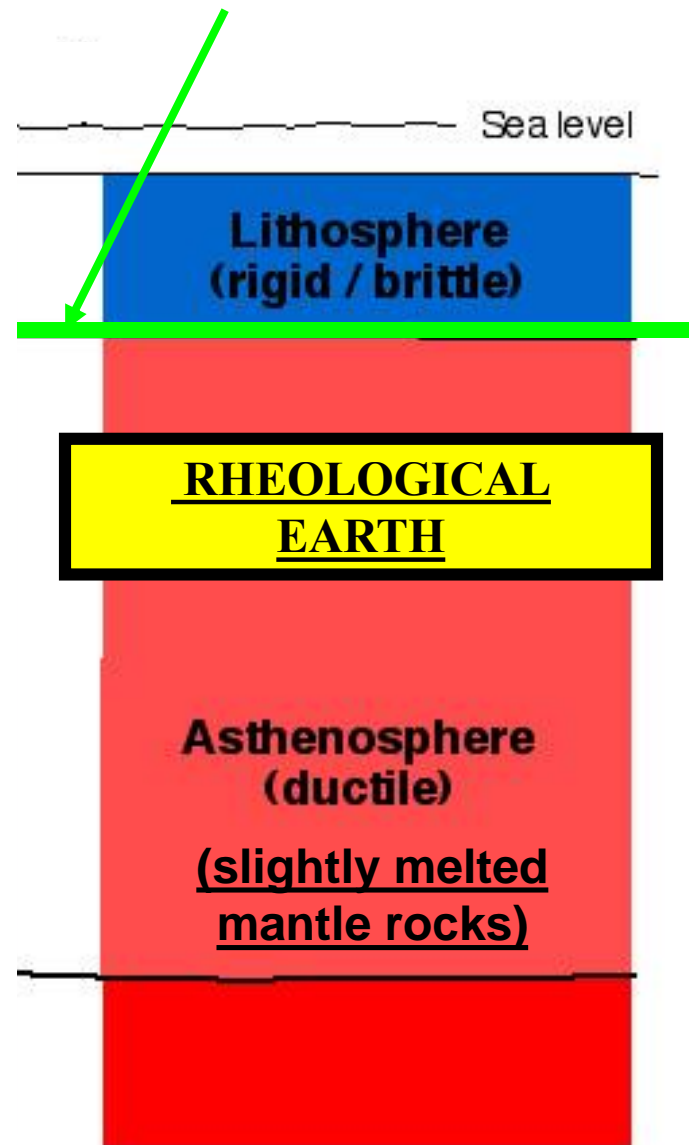 Sea level
Lithosphere
(rigid / brittle)
RHEOLOGICAL
EARTH
Asthenosphere
(ductile)
(slightly melted
mantle rocks)